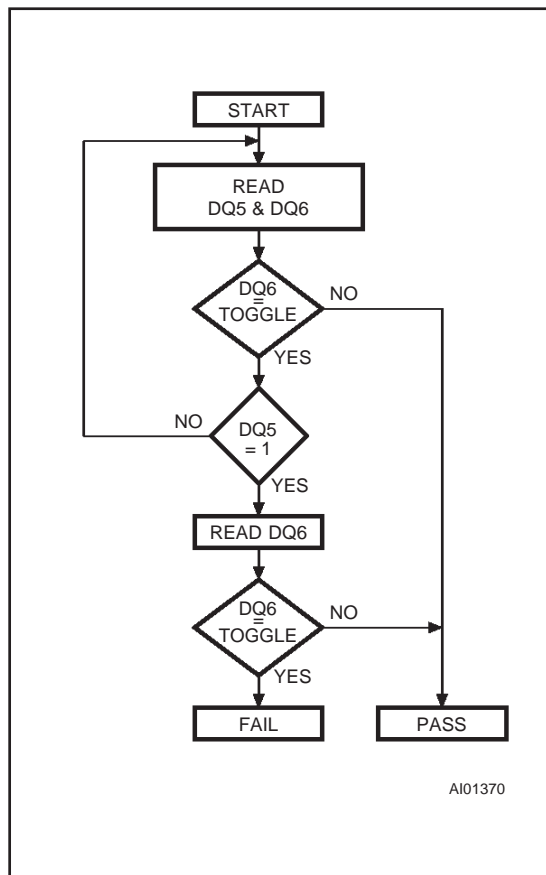 START
READ
DQ5 & DQ6
DQ6
=
TOGGLE
NO
YES
NO
DQ5
= 1
YES
READ DQ6
DQ6
=
TOGGLE
NO
YES
FAIL
PASS
AI01370